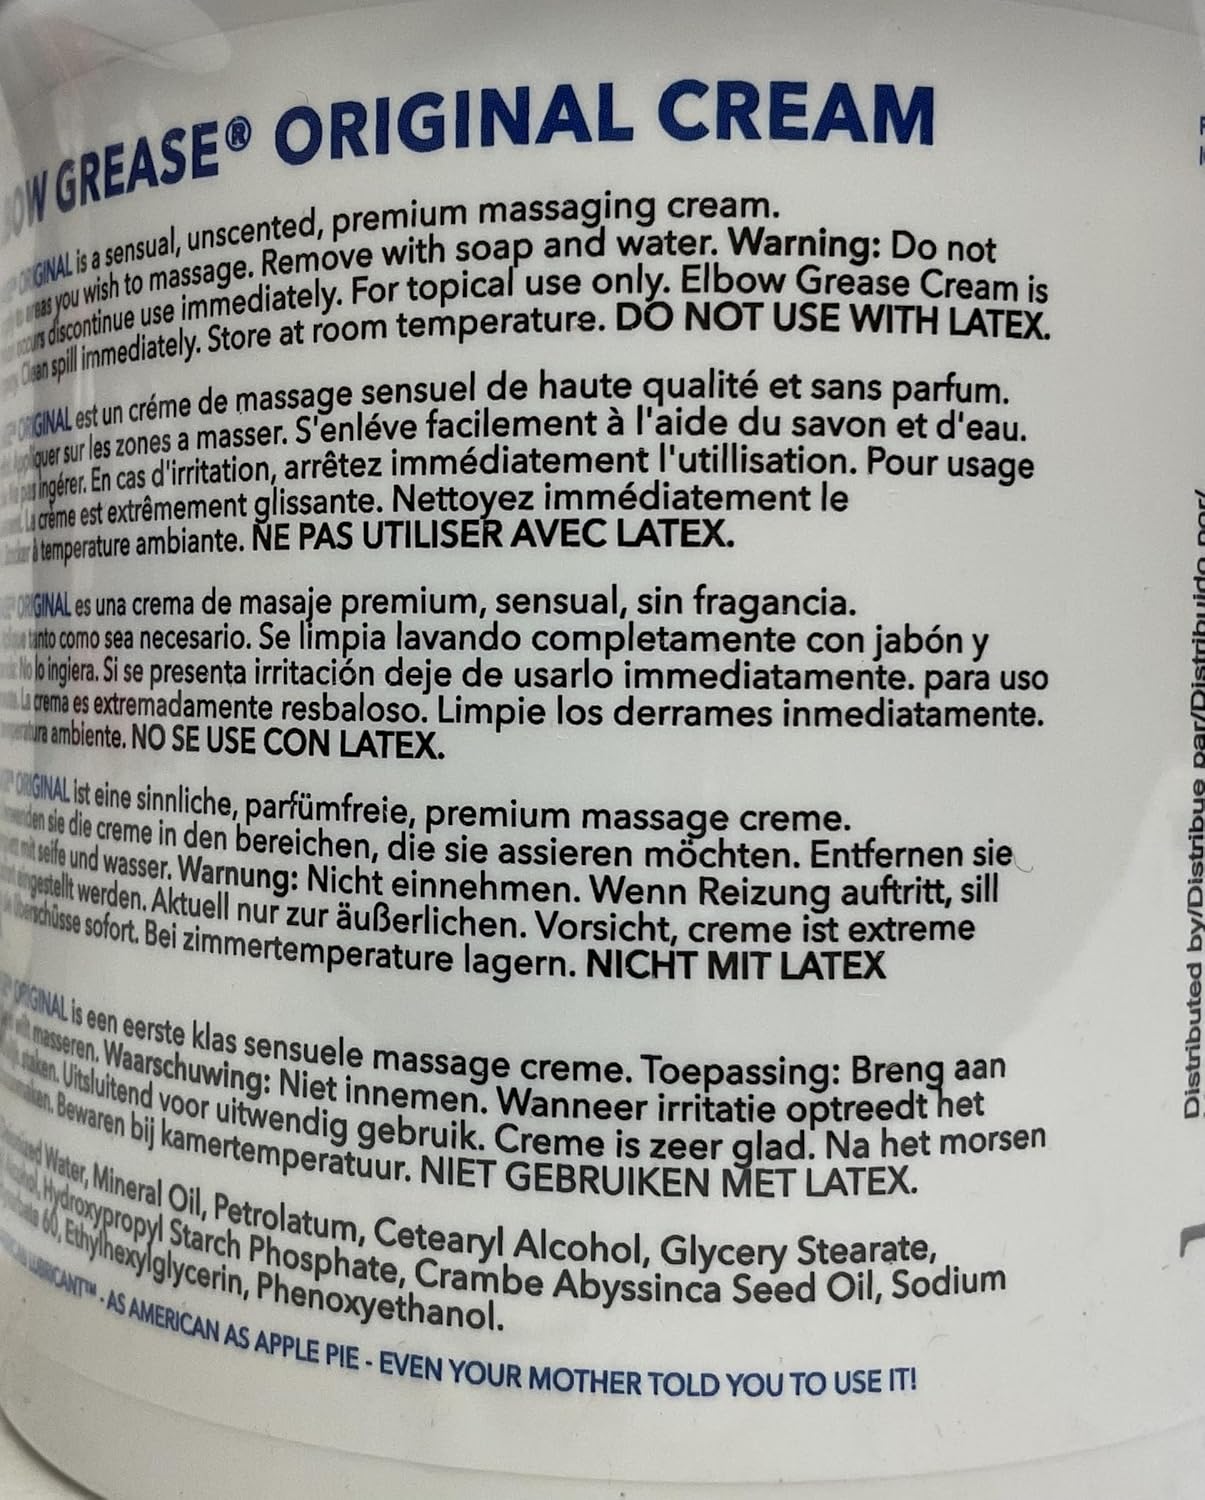 OW GREASE® ORIGINAL CREAM
ORIGINAL is a sensual, unscented, premium massaging cream.
areas you wish to massage. Remove with soap and water. Warning: Do not
occurs discontinue use immediately. For topical use only. Elbow Grease Cream is
Clean spill immediately. Store at room temperature. DO NOT USE WITH LATEX.
ORIGINAL est un créme de massage sensuel de haute qualité et sans parfum.
Appliquer sur les zones a masser. S'enléve facilement à l'aide du savon et d'eau.
Ne pas ingérer. En cas d'irritation, arrêtez immédiatement l'utillisation. Pour usage
La crème est extrêmement glissante. Nettoyez immédiatement le
à temperature ambiante. NE PAS UTILISER AVEC LATEX.
ORIGINAL es una crema de masaje premium, sensual, sin fragancia.
tanto como sea necesario. Se limpia lavando completamente con jabón y
No lo ingiera. Si se presenta irritación deje de usarlo immediatamente. para uso
La crema es extremadamente resbaloso. Limpie los derrames inmediatamente.
ambiente. NO SE USE CON LATEX.
ORIGINAL ist eine sinnliche, parfümfreie, premium massage creme.
sie die creme in den bereichen, die sie assieren möchten. Entfernen sie
mit seife und wasser. Warnung: Nicht einnehmen. Wenn Reizung auftritt, sill
eingestellt werden. Aktuell nur zur äußerlichen. Vorsicht, creme ist extreme
überschüsse sofort. Bei zimmertemperature lagern. NICHT MIT LATEX
ORIGINAL is een eerste klas sensuele massage creme. Toepassing: Breng aan
wilt masseren. Waarschuwing: Niet innemen. Wanneer irritatie optreedt het
staken. Uitsluitend voor uitwendig gebruik. Creme is zeer glad. Na het morsen
Bewaren bij kamertemperatuur. NIET GEBRUIKEN MET LATEX.
Water, Mineral Oil, Petrolatum, Cetearyl Alcohol, Glycery Stearate,
Alcohol, Hydroxypropyl Starch Phosphate, Crambe Abyssinca Seed Oil, Sodium
60, Ethylhexylglycerin, Phenoxyethanol.
LUBRICANT™ - AS AMERICAN AS APPLE PIE - EVEN YOUR MOTHER TOLD YOU TO USE IT!
Distributed by/Distribue par/Distribuido por/